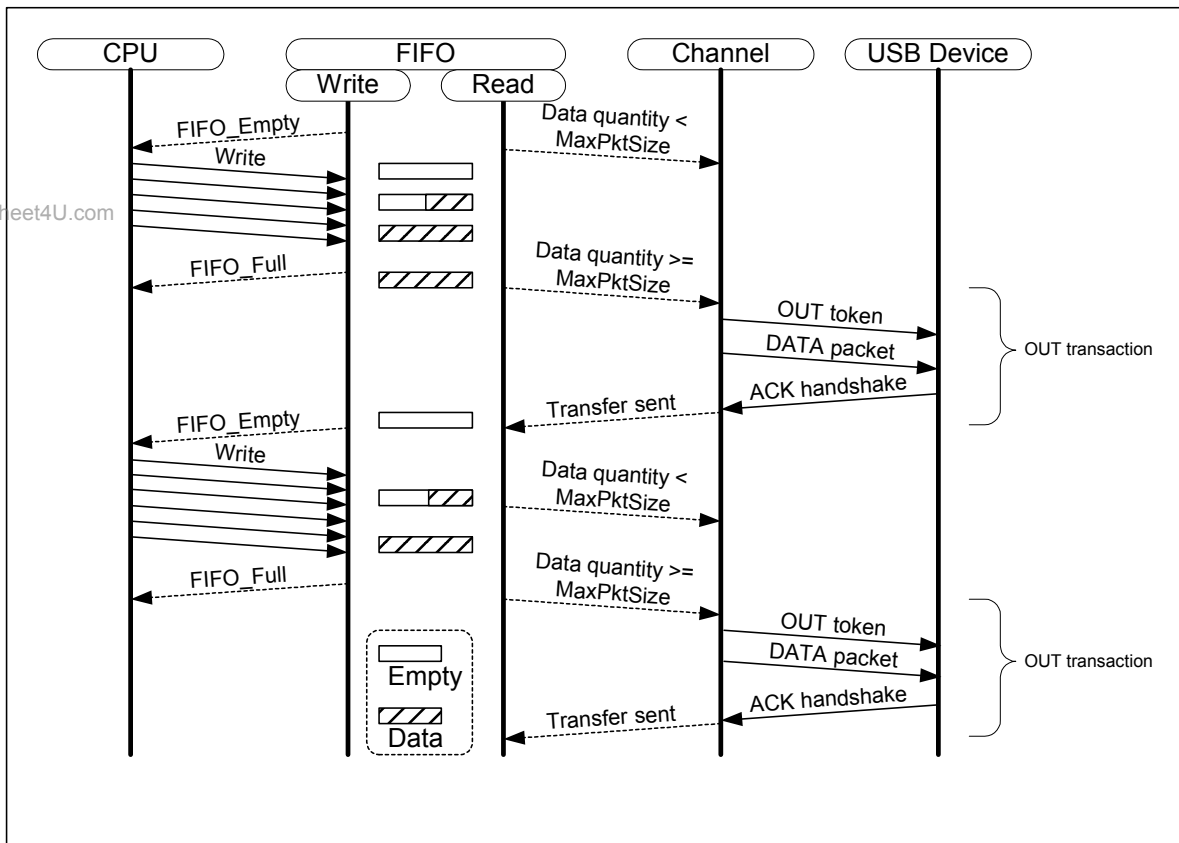 CPU
FIFO
Channel
USB Device
Write
Read
FIFO_Empty
Data quantity <
MaxPktSize
Write
heet4U.com
FIFO_Full
Data quantity >=
MaxPktSize
OUT token
DATA packet
OUT transaction
ACK handshake
Transfer sent
FIFO_Empty
Write
Data quantity <
MaxPktSize
FIFO_Full
Data quantity >=
MaxPktSize
OUT token
DATA packet
OUT transaction
ACK handshake
Transfer sent
Empty
Data